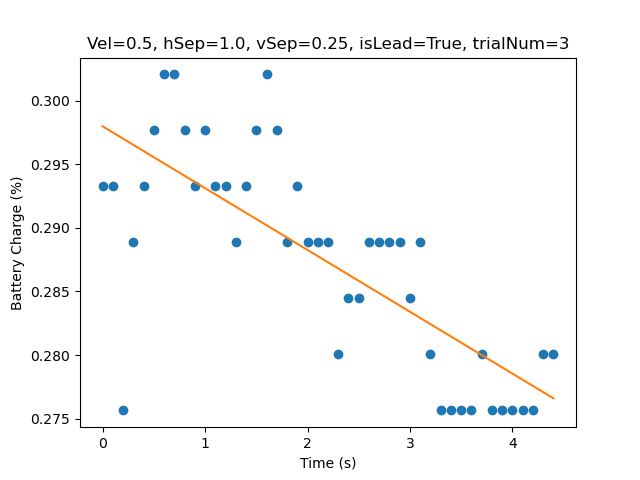 Vel=0.5, hSep=1.0, vSep=0.25, isLead=True, trialNum=3
Battery Charge (%)
0.300
0.295
0.290
0.285
0.280
0.275
0 1 2 3 4
Time (s)